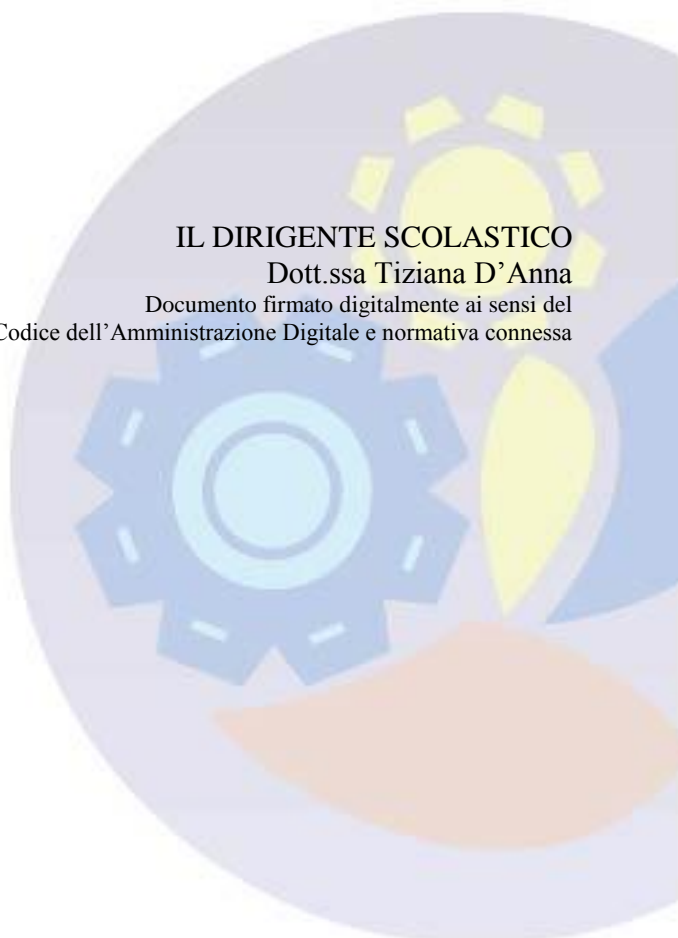 IL DIRIGENTE SCOLASTICO
Dott.ssa Tiziana D’Anna
Documento firmato digitalmente ai sensi del
Codice dell’Amministrazione Digitale e normativa connessa